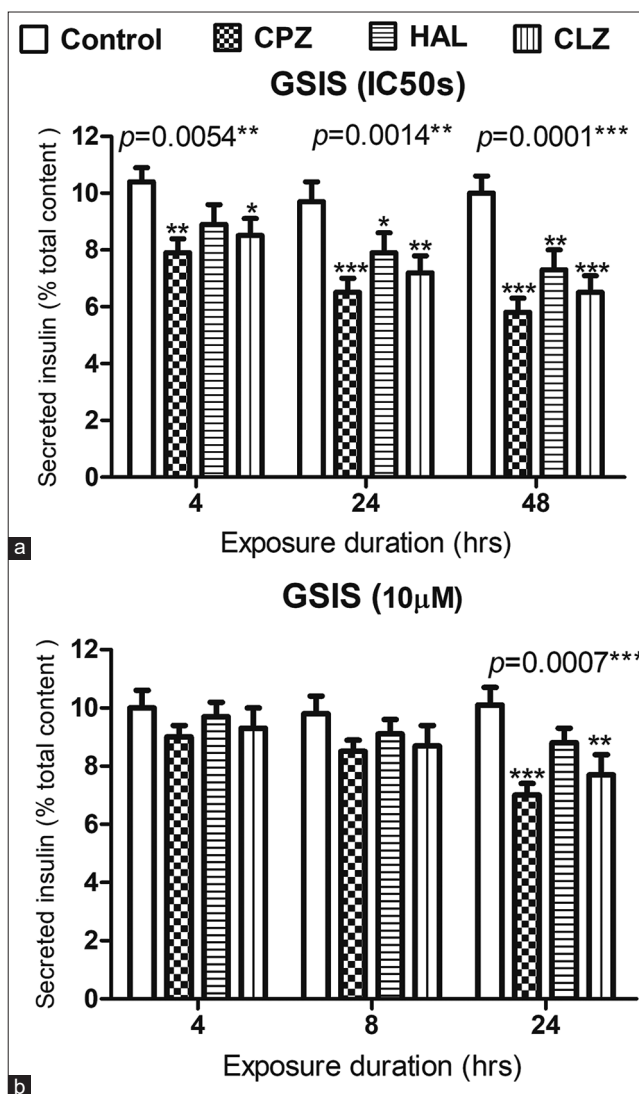 Control CPZ HAL CLZ
GSIS (IC50s)
Secreted insulin (% total content )
12
10
8
6
4
2
0
p=0.0054** p=0.0014** p=0.0001***
** *
*** * **
*** ** ***
4 24 48
Exposure duration (hrs)
a
GSIS (10µM)
Secreted insulin (% total content )
12
10
8
6
4
2
0
p=0.0007***
*** **
4 8 24
Exposure duration (hrs)
b